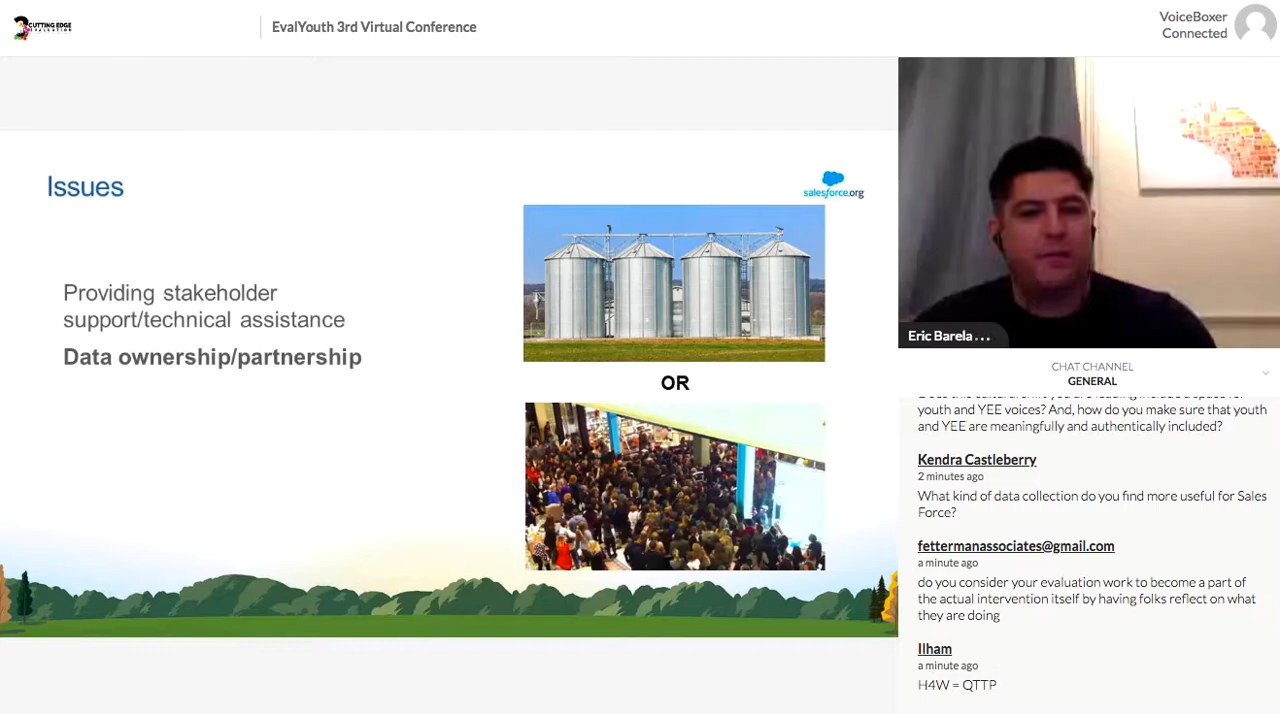 CUTTING EDGE
EvalYouth 3rd Virtual Conference
VoiceBoxer
Connected
Issues
salesforce.org
Providing stakeholder
support/technical assistance
Data ownership/partnership
OR
Eric Barela...
CHAT CHANNEL
GENERAL
youth and YEE voices? And, how do you make sure that youth
and YEE are meaningfully and authentically included?
Kendra Castleberry
2 minutes ago
What kind of data collection do you find more useful for Sales
Force?
fettermanassociates@gmail.com
a minute ago
do you consider your evaluation work to become a part of
the actual intervention itself by having folks reflect on what
they are doing
Ilham
a minute ago
H4W = QTTP